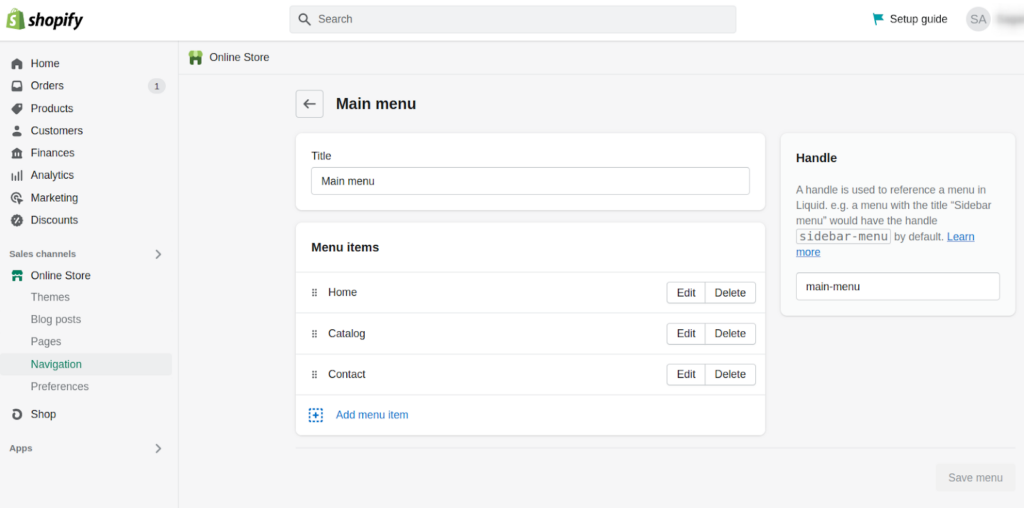 shopify
Search
Setup guide
SA
Home
Orders
1
Products
Customers
Finances
Analytics
Marketing
Discounts
Sales channels
Online Store
Themes
Blog posts
Pages
Navigation
Preferences
Shop
Apps
Online Store
Main menu
Title
Main menu
Menu items
Home
Edit Delete
Catalog
Edit Delete
Contact
Edit Delete
Add menu item
Handle
A handle is used to reference a menu in
Liquid. e.g. a menu with the title “Sidebar
menu” would have the handle
sidebar-menu by default. Learn
more
main-menu
Save menu